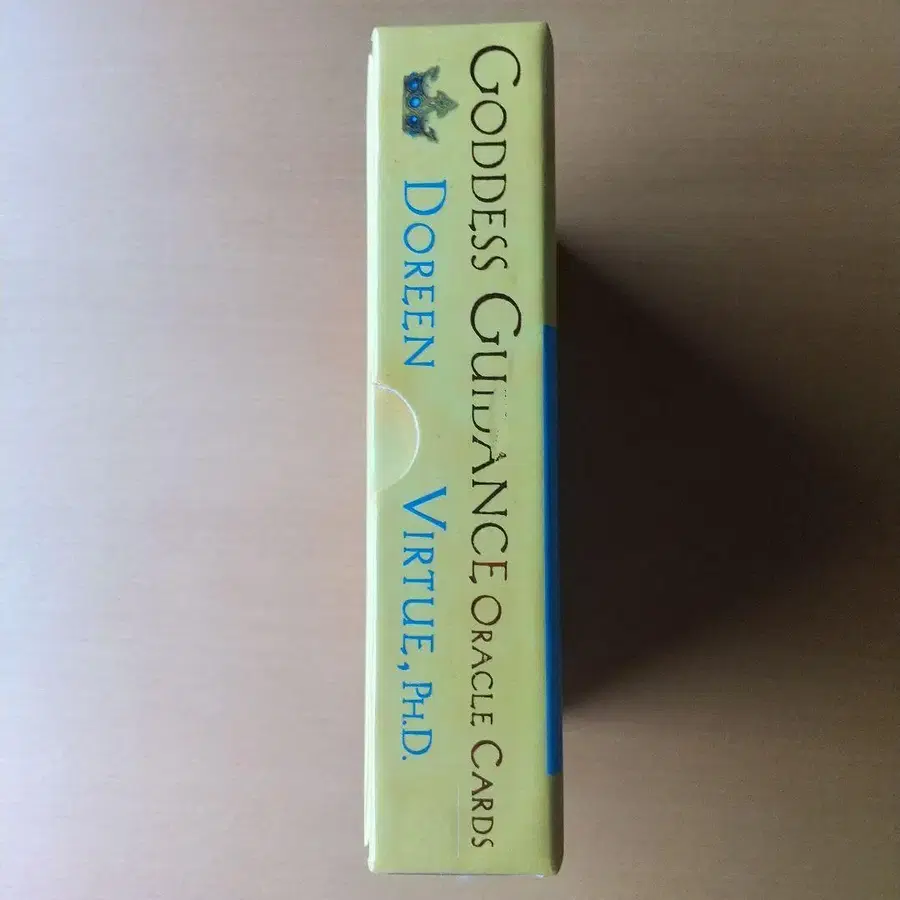 GODDESS GUIDANCE ORACLE CARDS
DOREEN VIRTUE, PH.D.